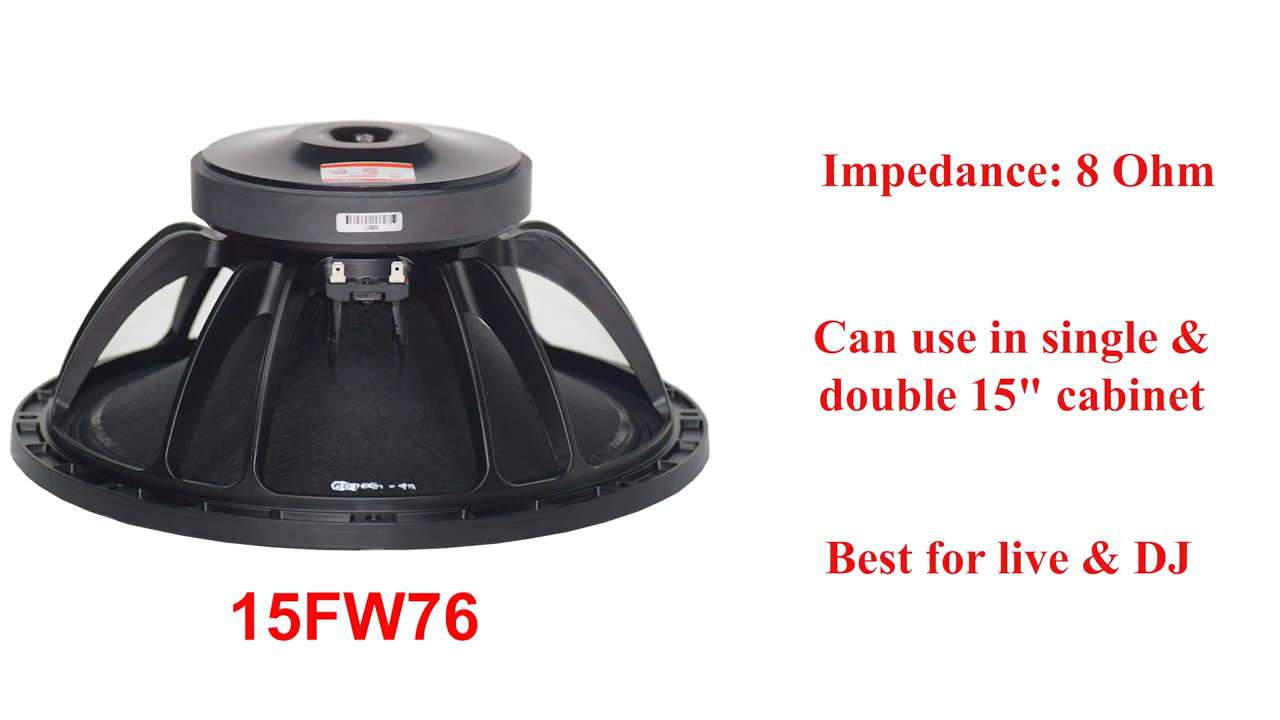 Impedance: 8 Ohm
Can use in single &
double 15" cabinet
Best for live & DJ
15FW76